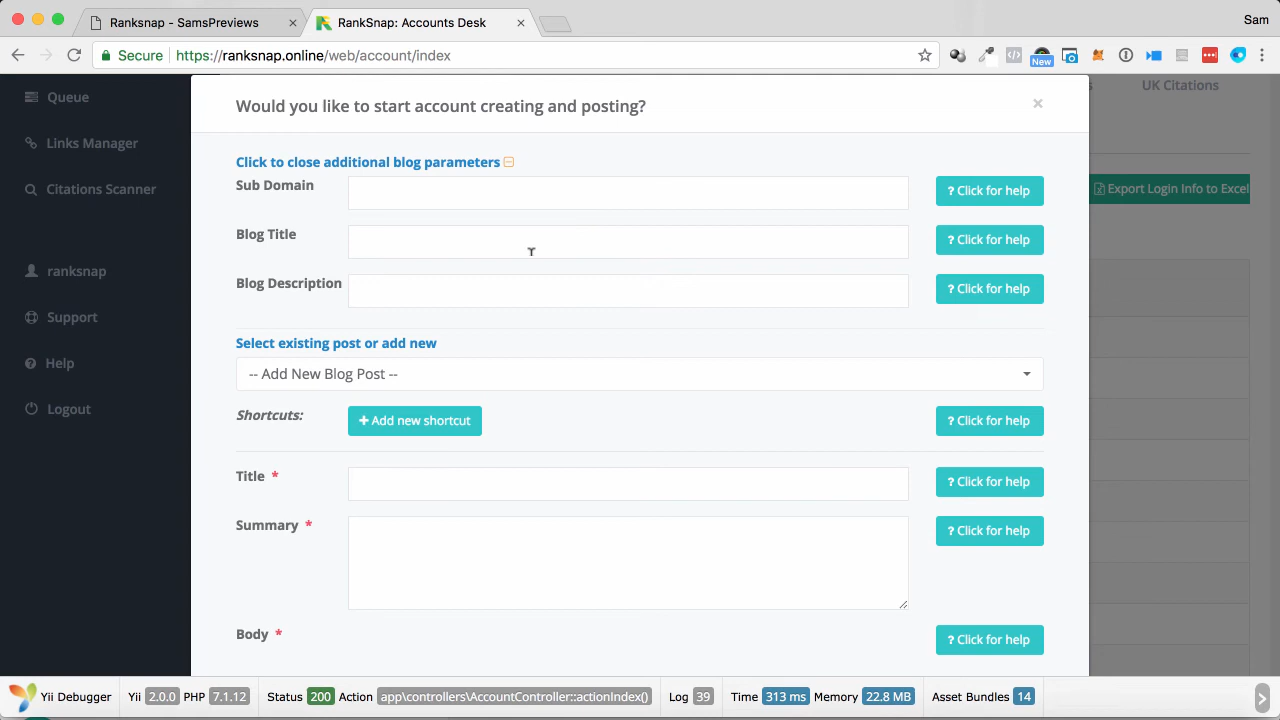 Ranksnap - SamsPreviews
RankSnap: Accounts Desk
Sam
Secure https://ranksnap.online/web/account/index
New
Queue
Links Manager
Citations Scanner
ranksnap
Support
Help
Logout
UK Citations
Export Login Info to Excel
Would you like to start account creating and posting?
×
Click to close additional blog parameters
Sub Domain
? Click for help
Blog Title
? Click for help
Blog Description
? Click for help
Select existing post or add new
-- Add New Blog Post --
Shortcuts:
+ Add new shortcut
? Click for help
Title *
? Click for help
Summary *
? Click for help
Body *
? Click for help
Yii Debugger Yii 2.0.0 PHP 7.1.12 Status 200 Action app\controllers\AccountController::actionIndex() Log 39 Time 313 ms Memory 22.8 MB Asset Bundles 14